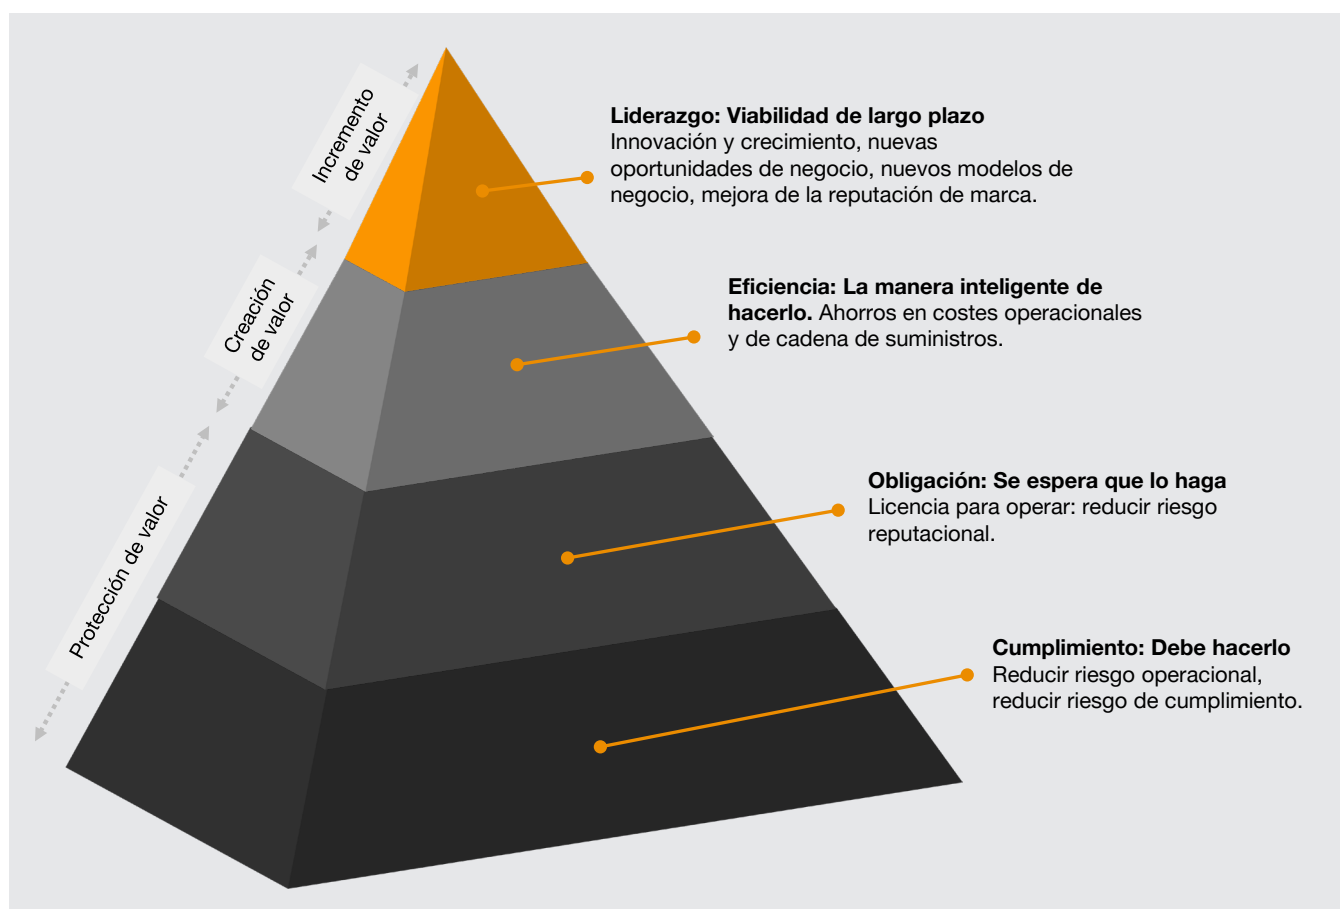 Incremento
de valor
Liderazgo: Viabilidad de largo plazo
Innovación y crecimiento, nuevas
oportunidades de negocio, nuevos modelos de
negocio, mejora de la reputación de marca.
Creación
de valor
Eficiencia: La manera inteligente de
hacerlo. Ahorros en costes operacionales
y de cadena de suministros.
Protección de valor
Obligación: Se espera que lo haga
Licencia para operar: reducir riesgo
reputacional.
Cumplimiento: Debe hacerlo
Reducir riesgo operacional,
reducir riesgo de cumplimiento.